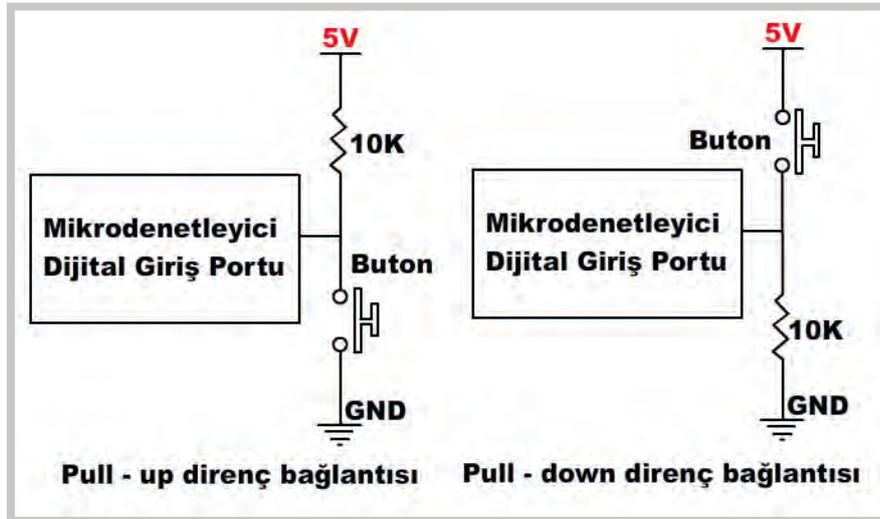 5V
10K
Mikrodenetleyici
Dijital Giriş Portu
Buton
GND
Pull - up direnç bağlantısı
5V
Buton
Mikrodenetleyici
Dijital Giriş Portu
10K
GND
Pull - down direnç bağlantısı